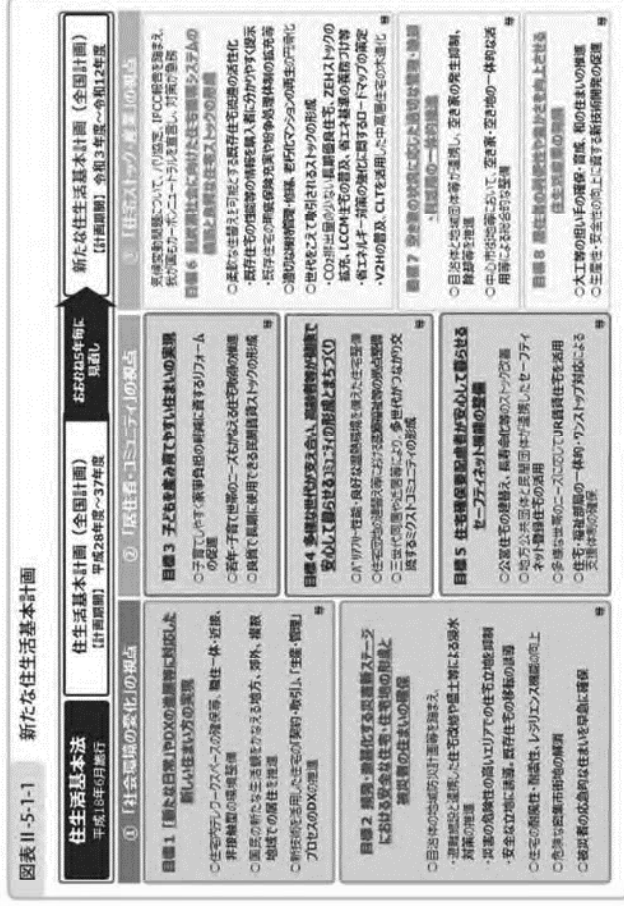 図表 II-5-1-1　新たな住生活基本計画
住生活基本法
平成18年6月施行
住生活基本計画（全国計画）
【計画期間】 平成28年度～37年度
おおむね5年毎に
見直し
新たな住生活基本計画（全国計画）
【計画期間】令和3年度～令和12年度
① 「社会環境の変化」の視点
目標1 「新たな日常」やDXの進展等に対応した
新しい住まい方の実現
○住宅内テレワークスペースの確保等、職住一体・近接、
非接触型の環境整備
○国民の新たな生活観をかなえる地方、郊外、複数
地域での居住を推進
○新技術を活用した住宅の「契約・取引」、「生産・管理」
プロセスのDXの推進
等
目標2 頻発・激甚化する災害新ステージ
における安全な住宅・住宅地の形成と
被災者の住まいの確保
○自治体の地域防災計画等を踏まえ、
・避難施設と連携した住宅改修や盛土等による浸水
対策の推進
・災害の危険性の高いエリアでの住宅立地を抑制
・安全な立地に誘導、既存住宅の移転の誘導
○住宅の耐震性・耐風性、レジリエンス機能の向上
○危険な密集市街地の解消
○被災者の応急的な住まいを早急に確保
等
② 「居住者・コミュニティ」の視点
目標3 子どもを産み育てやすい住まいの実現
○子育てしやすく家事負担の軽減に資するリフォーム
の促進
○若年・子育て世帯のニーズもかなえる住宅取得の推進
○良質で長期に使用できる民間賃貸ストックの形成
等
目標4 多様な世代が支え合い、高齢者等が健康で
安心して暮らせるコミュニティの形成とまちづくり
○バリアフリー性能・良好な温熱環境を備えた住宅整備
○住宅団地の建替え等における医療福祉等の拠点整備
○三世代同居や近居等により、多世代がつながり交
流するミクストコミュニティの形成
等
目標5 住宅確保要配慮者が安心して暮らせる
セーフティネット機能の整備
○公営住宅の建替え、長寿命化等のストック改善
○地方公共団体と民間団体が連携したセーフティ
ネット登録住宅の活用
○多様な世帯のニーズに応じてUR賃貸住宅を活用
○住宅・福祉部局の一体的・ワンストップ対応による
支援体制の確保
等
③ 「住宅ストック・産業」の視点
気候変動問題について、パリ協定、IPCC報告を踏まえ、
我が国もカーボンニュートラルを宣言し、対策が急務
目標6 脱炭素社会に向けた住宅循環システムの
構築と良質な住宅ストックの形成
○柔軟な住替えを可能とする既存住宅流通の活性化
・既存住宅の性能等の情報を購入者に分かりやすく提示
・既存住宅の瑕疵保険充実や紛争処理体制の拡充等
○適切な維持管理・修繕、老朽化マンションの再生の円滑化
○世代をこえて取引されるストックの形成
・CO2排出量の少ない長期優良住宅、ZEHストックの
拡充、LCCM住宅の普及、省エネ基準の義務づけ等
・省エネルギー対策の強化に関するロードマップの策定
・V2Hの普及、CLTを活用した中高層住宅の木造化
等
目標7 空き家の状況に応じた適切な管理・除却
・利活用の一体的推進
○自治体と地域団体等が連携し、空き家の発生抑制、
除却等を推進
○中心市街地等において、空き家・空き地の一体的な活
用等による総合的な整備
等
目標8 居住者の利便性や豊かさを向上させる
住生活産業の発展
○大工等の担い手の確保・育成、和の住まいの推進
○生産性・安全性の向上に資する新技術開発の促進
等